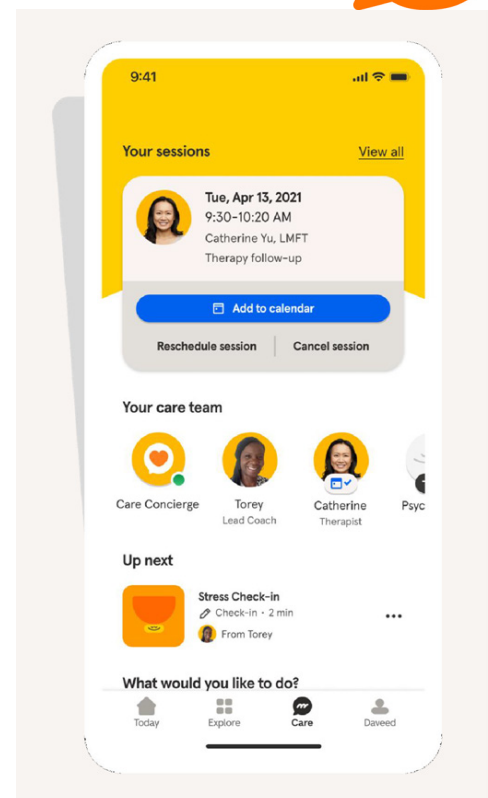 9:41
Your sessions View all
Tue, Apr 13, 2021
9:30-10:20 AM
Catherine Yu, LMFT
Therapy follow-up
Add to calendar
Reschedule session Cancel session
Your care team
Care Concierge Torey Catherine Psyc
Lead Coach Therapist
Up next
Stress Check-in
Check-in · 2 min
From Torey
What would you like to do?
Today Explore Care Daveed